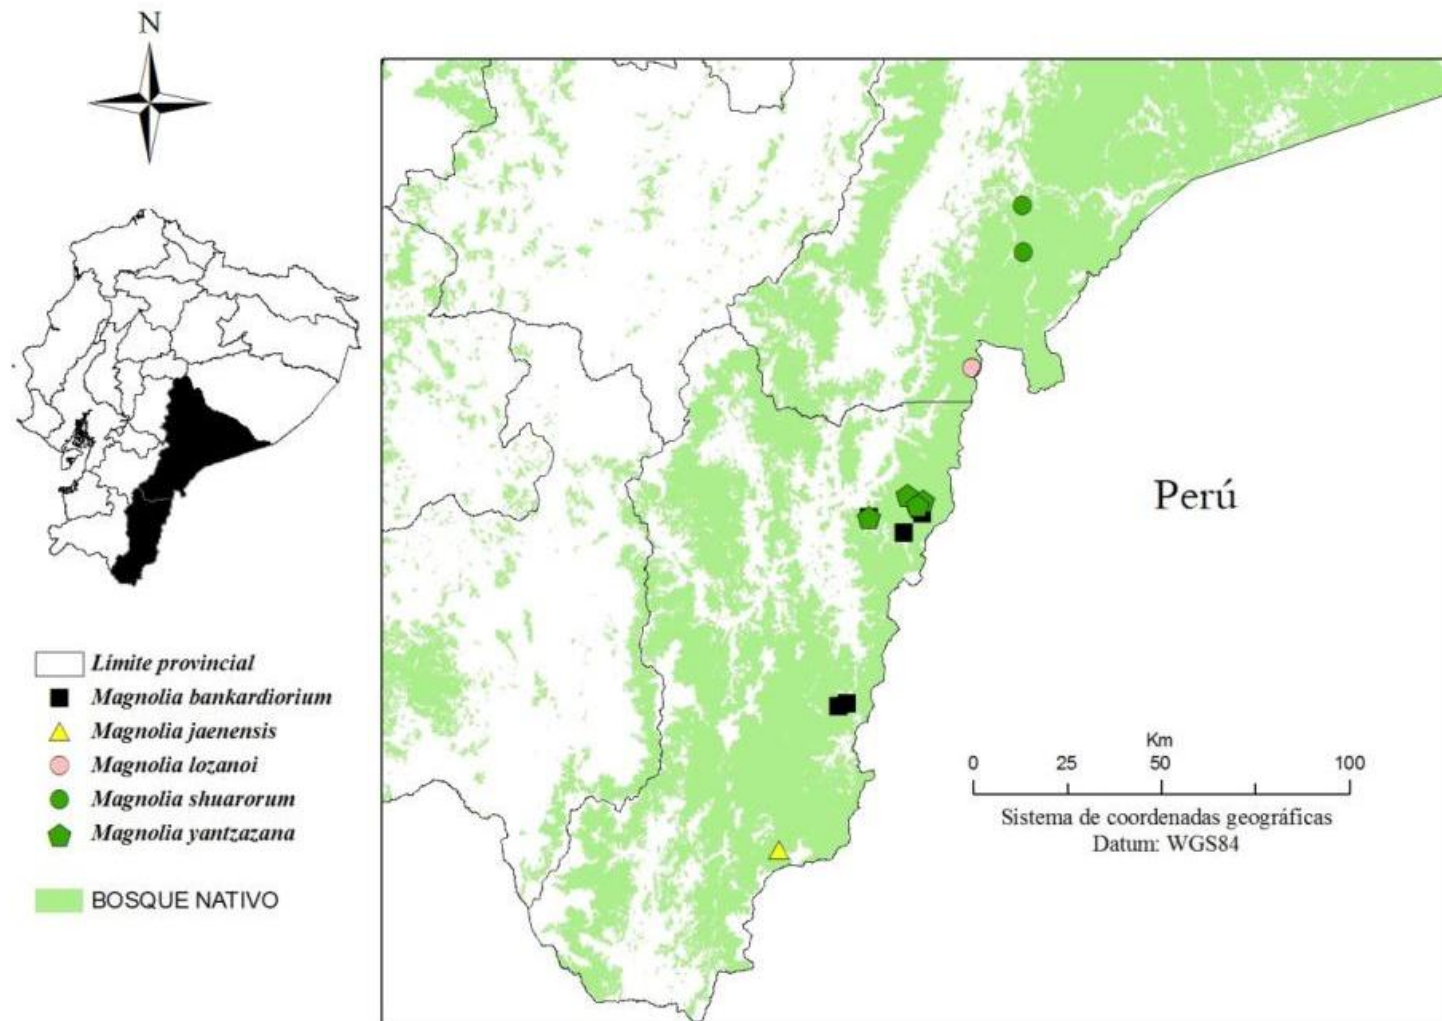 N
Perú
Límite provincial
Magnolia bankardiorium
Magnolia jaenensis
Magnolia lozanoi
Magnolia shuarorum
Magnolia yantzazana
BOSQUE NATIVO
Km
0 25 50 100
Sistema de coordenadas geográficas
Datum: WGS84